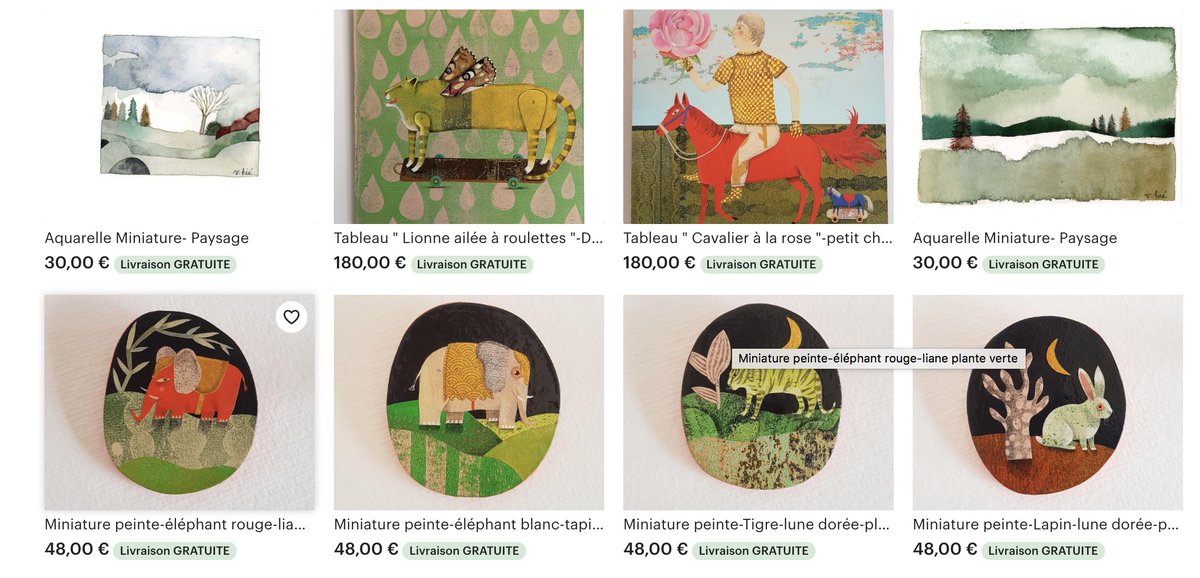 Aquarelle Miniature- Paysage
30,00 € Livraison GRATUITE
Tableau " Lionne ailée à roulettes "-D...
180,00 € Livraison GRATUITE
Tableau " Cavalier à la rose "-petit ch...
180,00 € Livraison GRATUITE
Aquarelle Miniature- Paysage
30,00 € Livraison GRATUITE
Miniature peinte-éléphant rouge-liane plante verte
Miniature peinte-éléphant rouge-lia...
48,00 € Livraison GRATUITE
Miniature peinte-éléphant blanc-tapi...
48,00 € Livraison GRATUITE
Miniature peinte-Tigre-lune dorée-pl...
48,00 € Livraison GRATUITE
Miniature peinte-Lapin-lune dorée-p...
48,00 € Livraison GRATUITE